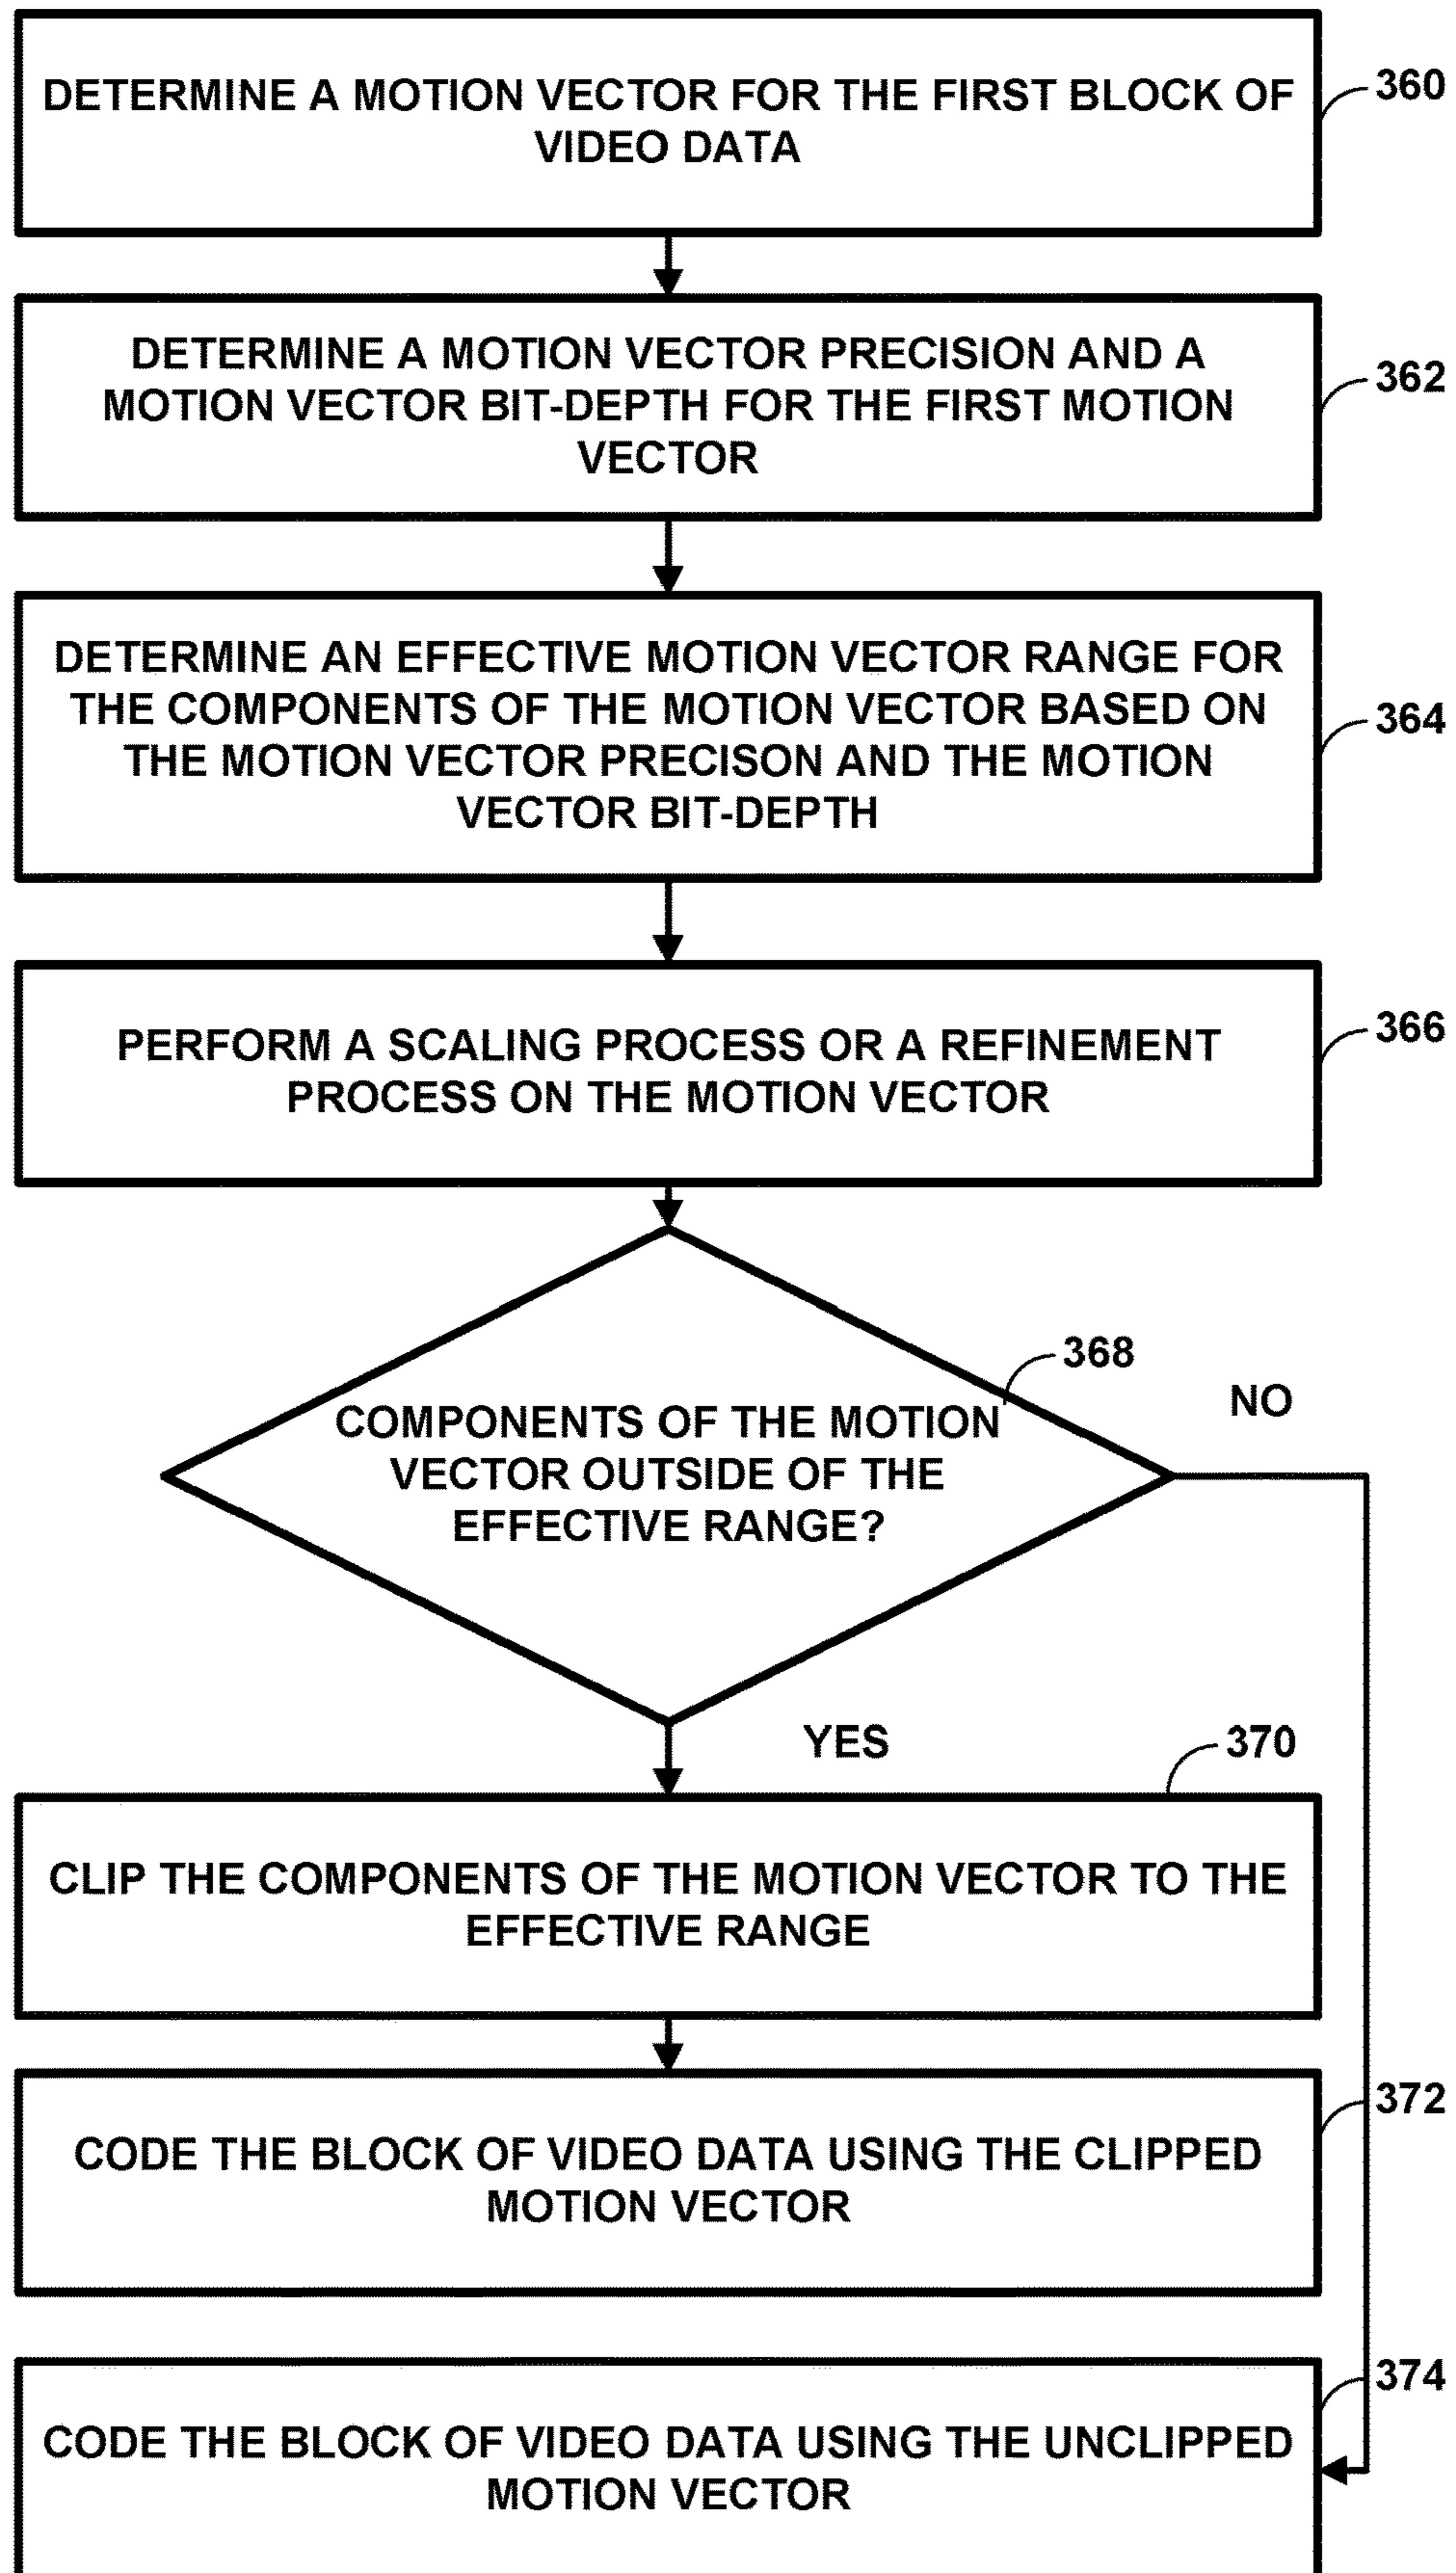 DETERMINE A MOTION VECTOR FOR THE FIRST BLOCK OF
VIDEO DATA
360
DETERMINE A MOTION VECTOR PRECISION AND A
MOTION VECTOR BIT-DEPTH FOR THE FIRST MOTION
VECTOR
362
DETERMINE AN EFFECTIVE MOTION VECTOR RANGE FOR
THE COMPONENTS OF THE MOTION VECTOR BASED ON
THE MOTION VECTOR PRECISON AND THE MOTION
VECTOR BIT-DEPTH
364
PERFORM A SCALING PROCESS OR A REFINEMENT
PROCESS ON THE MOTION VECTOR
366
368
NO
COMPONENTS OF THE MOTION
VECTOR OUTSIDE OF THE
EFFECTIVE RANGE?
YES
370
CLIP THE COMPONENTS OF THE MOTION VECTOR TO THE
EFFECTIVE RANGE
372
CODE THE BLOCK OF VIDEO DATA USING THE CLIPPED
MOTION VECTOR
374
CODE THE BLOCK OF VIDEO DATA USING THE UNCLIPPED
MOTION VECTOR